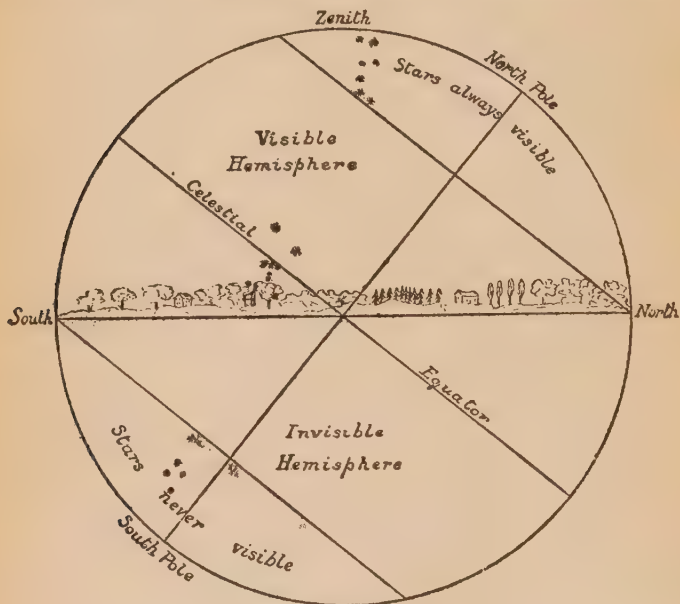 Zenith
North Pole
Stars always visible
Visible
Hemisphere
Celestial
South
North
Equator
Invisible
Hemisphere
Stars never visible
South Pole